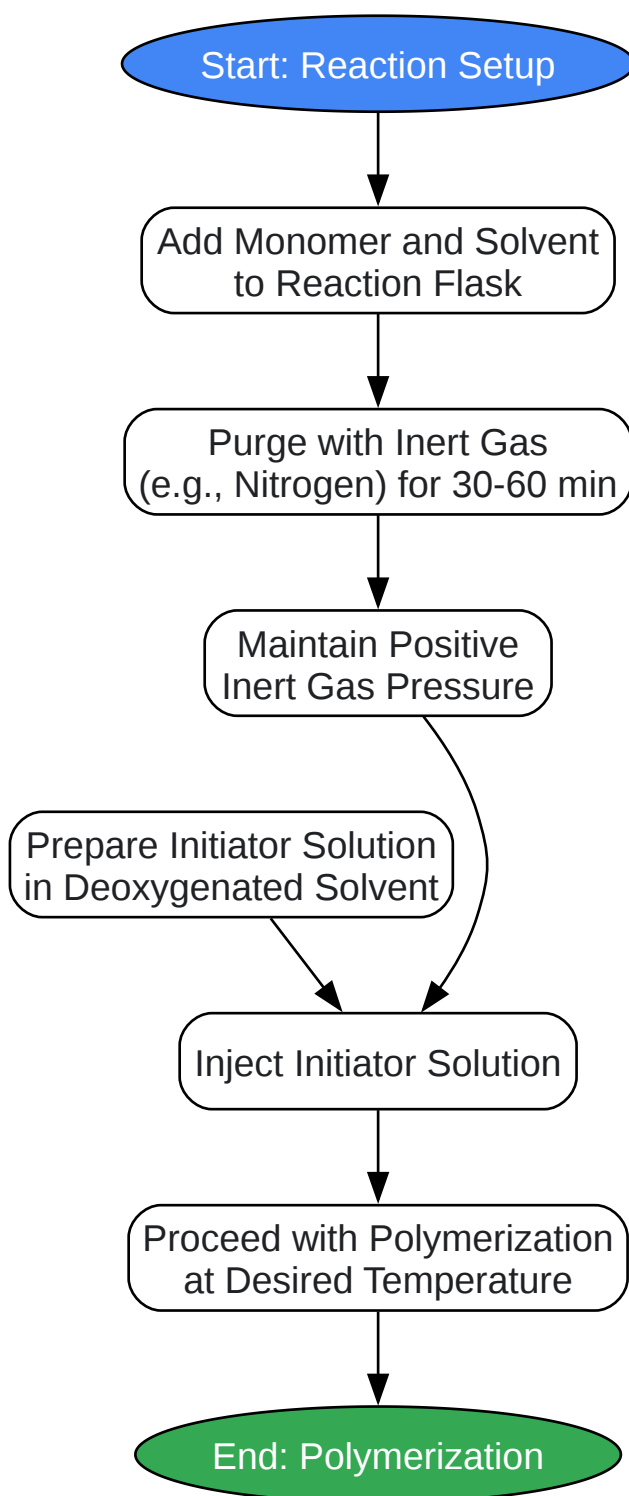 Start: Reaction Setup
Add Monomer and Solvent
to Reaction Flask
Purge with Inert Gas
(e.g., Nitrogen) for 30-60 min
Maintain Positive
Inert Gas Pressure
Prepare Initiator Solution
in Deoxygenated Solvent
Inject Initiator Solution
Proceed with Polymerization
at Desired Temperature
End: Polymerization